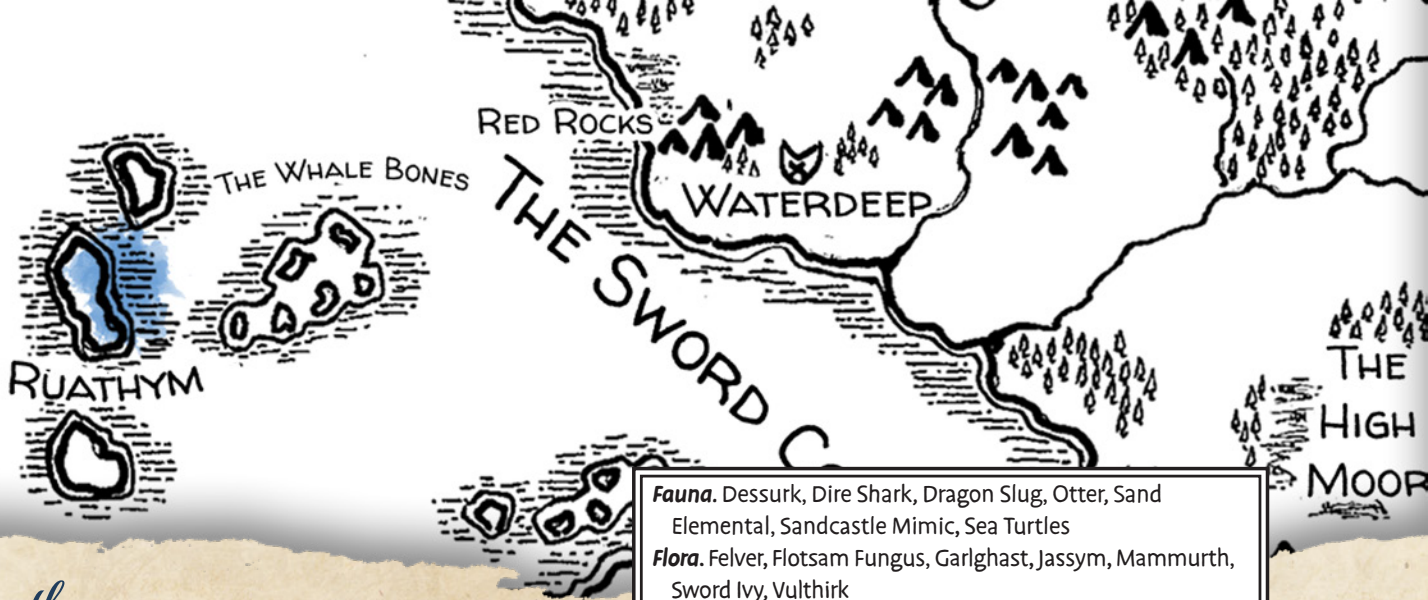 RED ROCKS
THE WHALE BONES
WATERDEEP
THE SWORD
RUATHYM
THE
HIGH
MOOR
Fauna. Dessurk, Dire Shark, Dragon Slug, Otter, Sand
Elemental, Sandcastle Mimic, Sea Turtles
Flora. Felver, Flotsam Fungus, Garlghast, Jassym, Mammurth,
Sword Ivy, Vulthirk